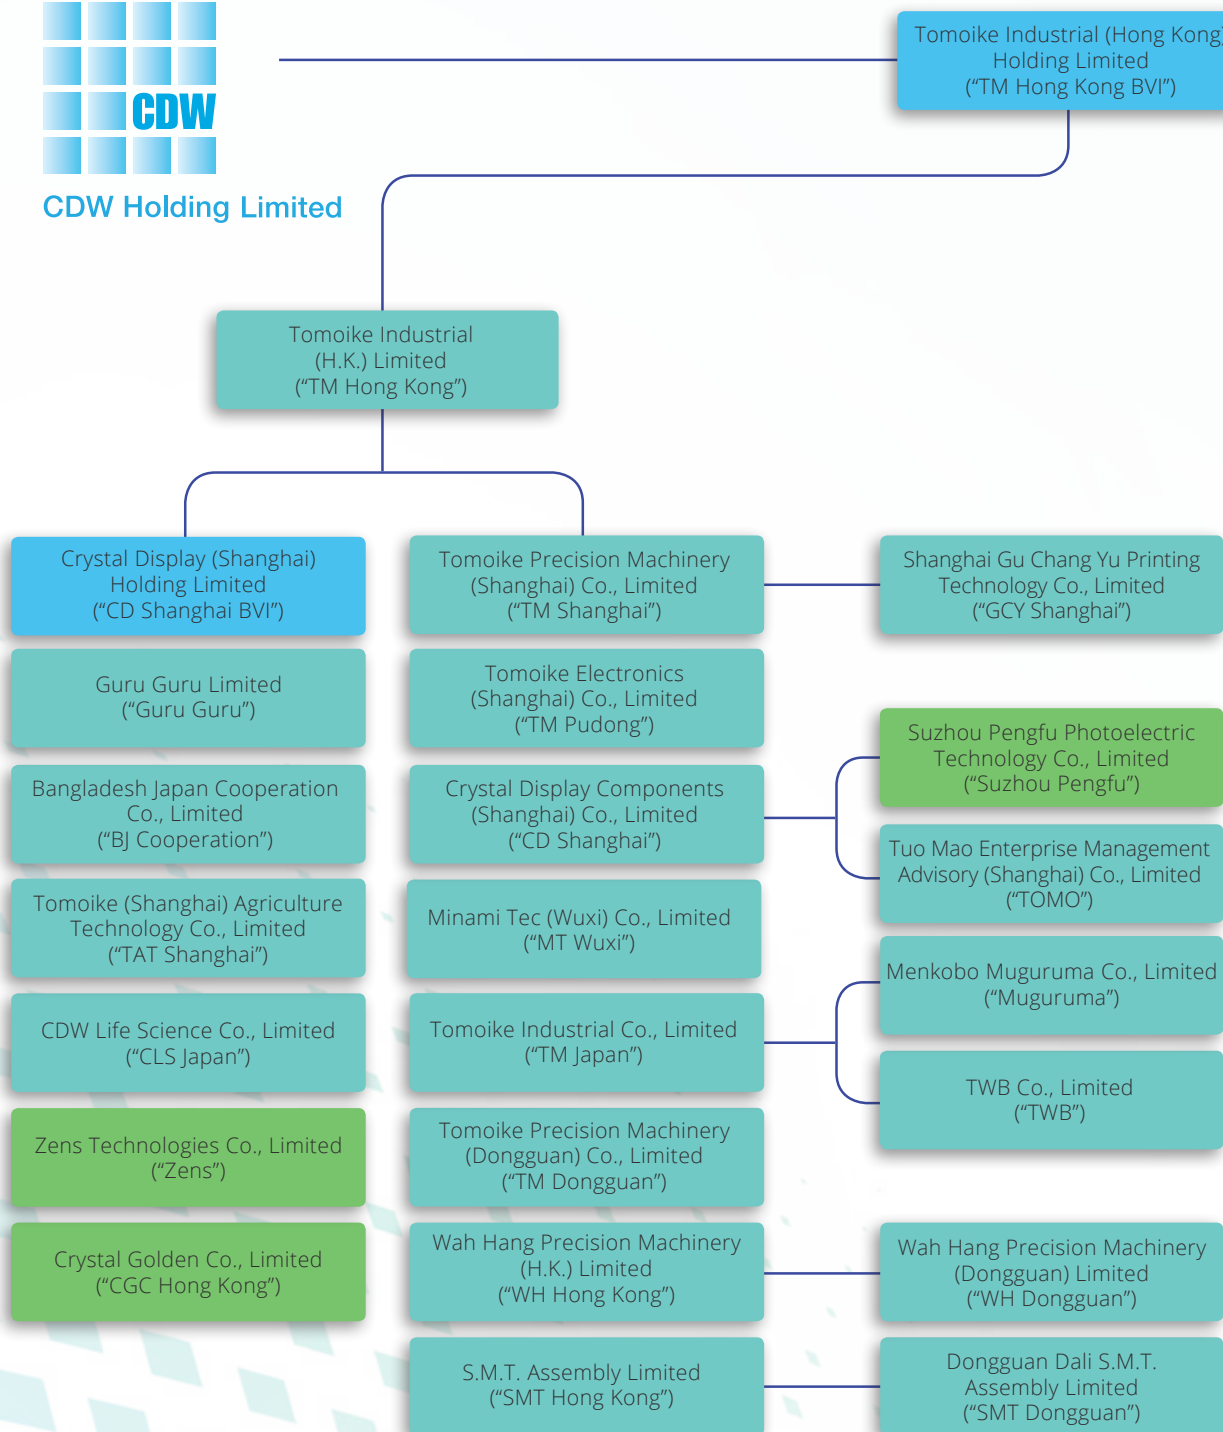 CDW
CDW Holding Limited
Tomoike Industrial (Hong Kong)
Holding Limited
(“TM Hong Kong BVI”)
Tomoike Industrial
(H.K.) Limited
(“TM Hong Kong”)
Crystal Display (Shanghai)
Holding Limited
(“CD Shanghai BVI”)
Guru Guru Limited
(“Guru Guru”)
Bangladesh Japan Cooperation
Co., Limited
(“BJ Cooperation”)
Tomoike (Shanghai) Agriculture
Technology Co., Limited
(“TAT Shanghai”)
CDW Life Science Co., Limited
(“CLS Japan”)
Zens Technologies Co., Limited
(“Zens”)
Crystal Golden Co., Limited
(“CGC Hong Kong”)
Tomoike Precision Machinery
(Shanghai) Co., Limited
(“TM Shanghai”)
Tomoike Electronics
(Shanghai) Co., Limited
(“TM Pudong”)
Crystal Display Components
(Shanghai) Co., Limited
(“CD Shanghai”)
Minami Tec (Wuxi) Co., Limited
(“MT Wuxi”)
Tomoike Industrial Co., Limited
(“TM Japan”)
Tomoike Precision Machinery
(Dongguan) Co., Limited
(“TM Dongguan”)
Wah Hang Precision Machinery
(H.K.) Limited
(“WH Hong Kong”)
S.M.T. Assembly Limited
(“SMT Hong Kong”)
Shanghai Gu Chang Yu Printing
Technology Co., Limited
(“GCY Shanghai”)
Suzhou Pengfu Photoelectric
Technology Co., Limited
(“Suzhou Pengfu”)
Tuo Mao Enterprise Management
Advisory (Shanghai) Co., Limited
(“TOMO”)
Menkobo Muguruma Co., Limited
(“Muguruma”)
TWB Co., Limited
(“TWB”)
Wah Hang Precision Machinery
(Dongguan) Limited
(“WH Dongguan”)
Dongguan Dali S.M.T.
Assembly Limited
(“SMT Dongguan”)